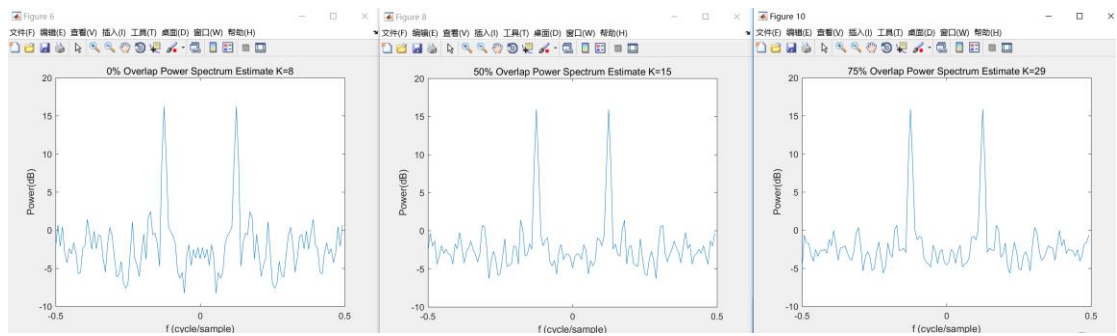 Figure 6
文件(F) 编辑(E) 查看(V) 插入(I) 工具(T) 桌面(D) 窗口(W) 帮助(H)
0% Overlap Power Spectrum Estimate K=8
20
15
10
5
0
-5
-10
Power(dB)
-0.5
0
0.5
f (cycle/sample)
Figure 8
文件(F) 编辑(E) 查看(V) 插入(I) 工具(T) 桌面(D) 窗口(W) 帮助(H)
50% Overlap Power Spectrum Estimate K=15
20
15
10
5
0
-5
-10
Power(dB)
-0.5
0
0.5
f (cycle/sample)
Figure 10
文件(F) 编辑(E) 查看(V) 插入(I) 工具(T) 桌面(D) 窗口(W) 帮助(H)
75% Overlap Power Spectrum Estimate K=29
20
15
10
5
0
-5
-10
Power(dB)
-0.5
0
0.5
f (cycle/sample)